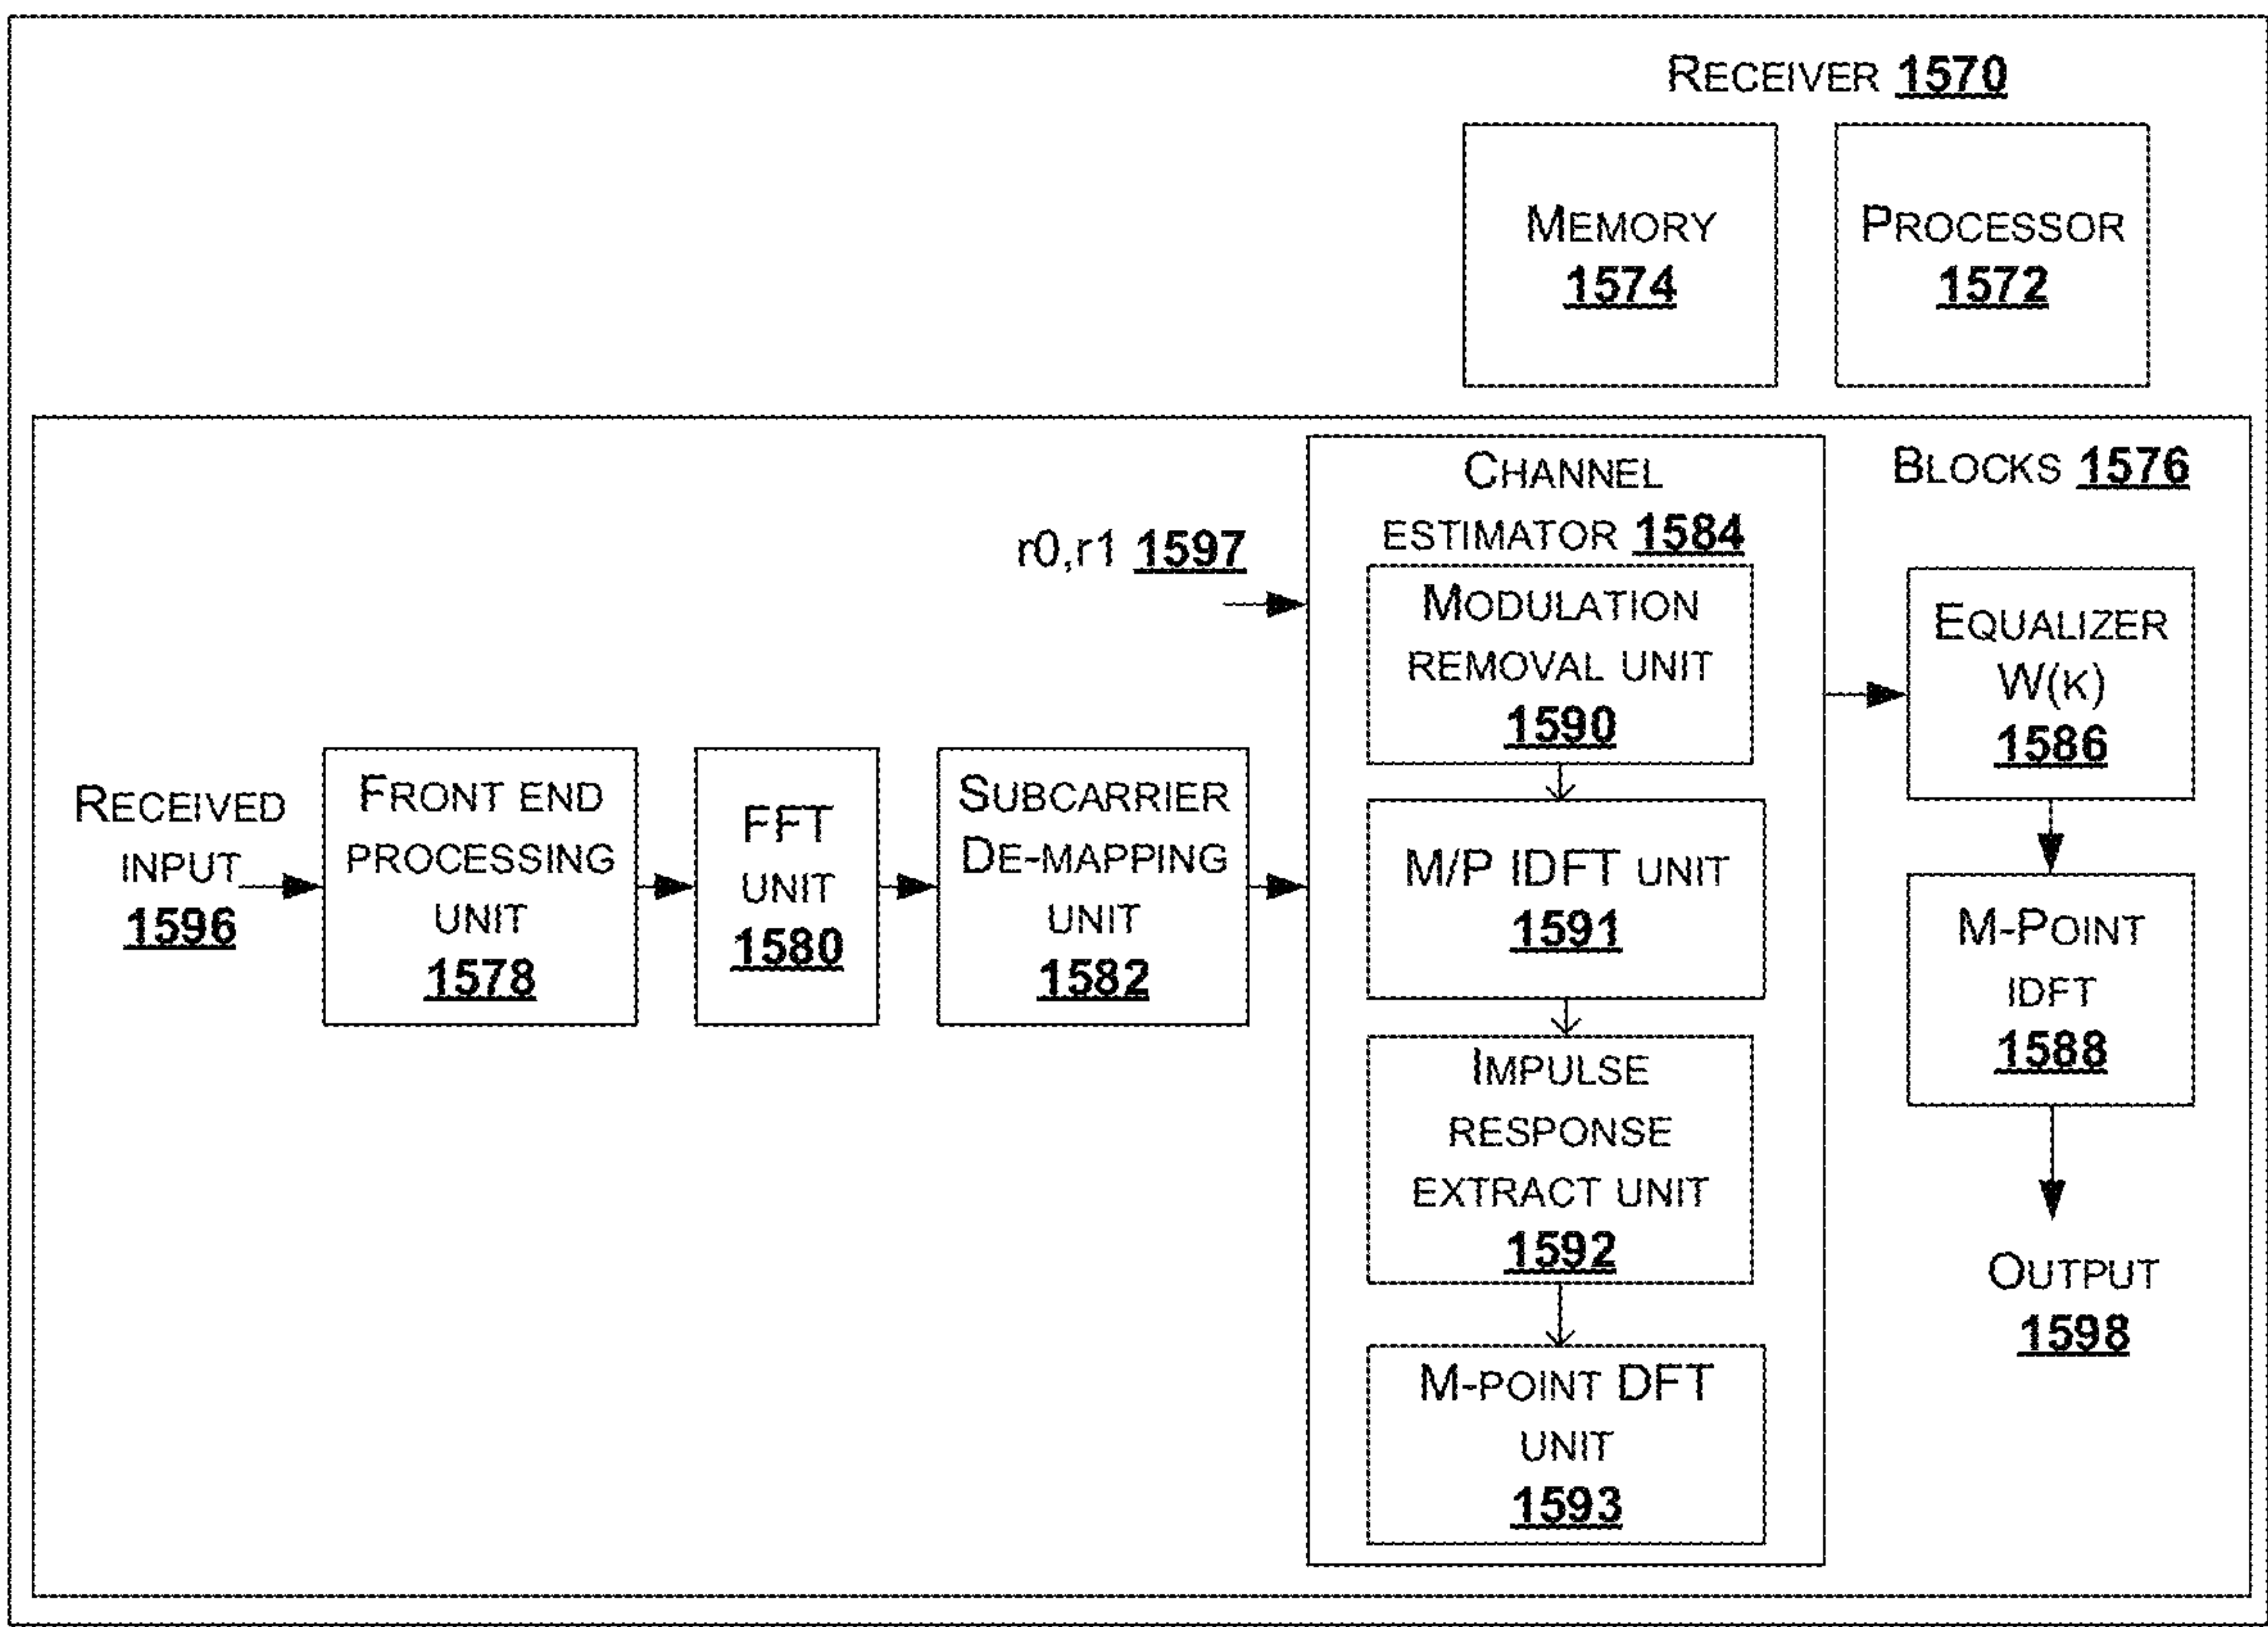 RECEIVER 1570
MEMORY
1574
PROCESSOR
1572
BLOCKS 1576
RECEIVED
INPUT
1596
FRONT END
PROCESSING
UNIT
1578
FFT
UNIT
1580
SUBCARRIER
DE-MAPPING
UNIT
1582
r0,r1 1597
CHANNEL
ESTIMATOR 1584
MODULATION
REMOVAL UNIT
1590
M/P IDFT UNIT
1591
IMPULSE
RESPONSE
EXTRACT UNIT
1592
M-POINT DFT
UNIT
1593
EQUALIZER
W(K)
1586
M-POINT
IDFT
1588
OUTPUT
1598